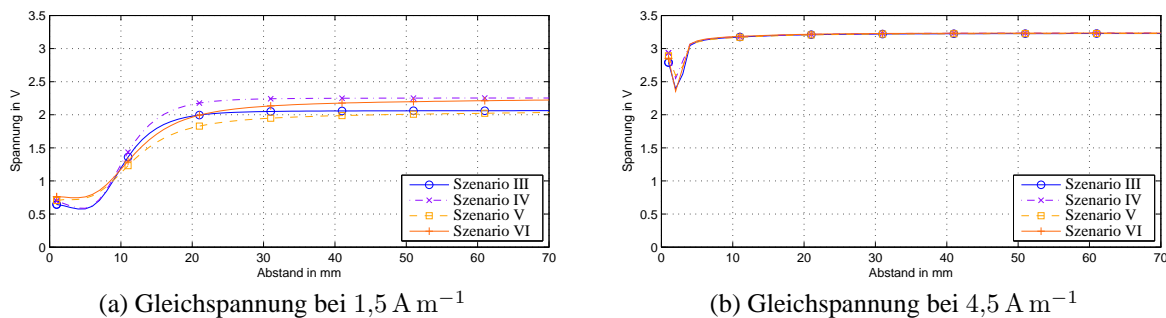 3.5
3
2.5
2
1.5
1
0.5
0
Spannung in V
0 10 20 30 40 50 60 70
Abstand in mm
Szenario III
Szenario IV
Szenario V
Szenario VI
(a) Gleichspannung bei 1,5 A m⁻¹
3.5
3
2.5
2
1.5
1
0.5
0
Spannung in V
0 10 20 30 40 50 60 70
Abstand in mm
Szenario III
Szenario IV
Szenario V
Szenario VI
(b) Gleichspannung bei 4,5 A m⁻¹